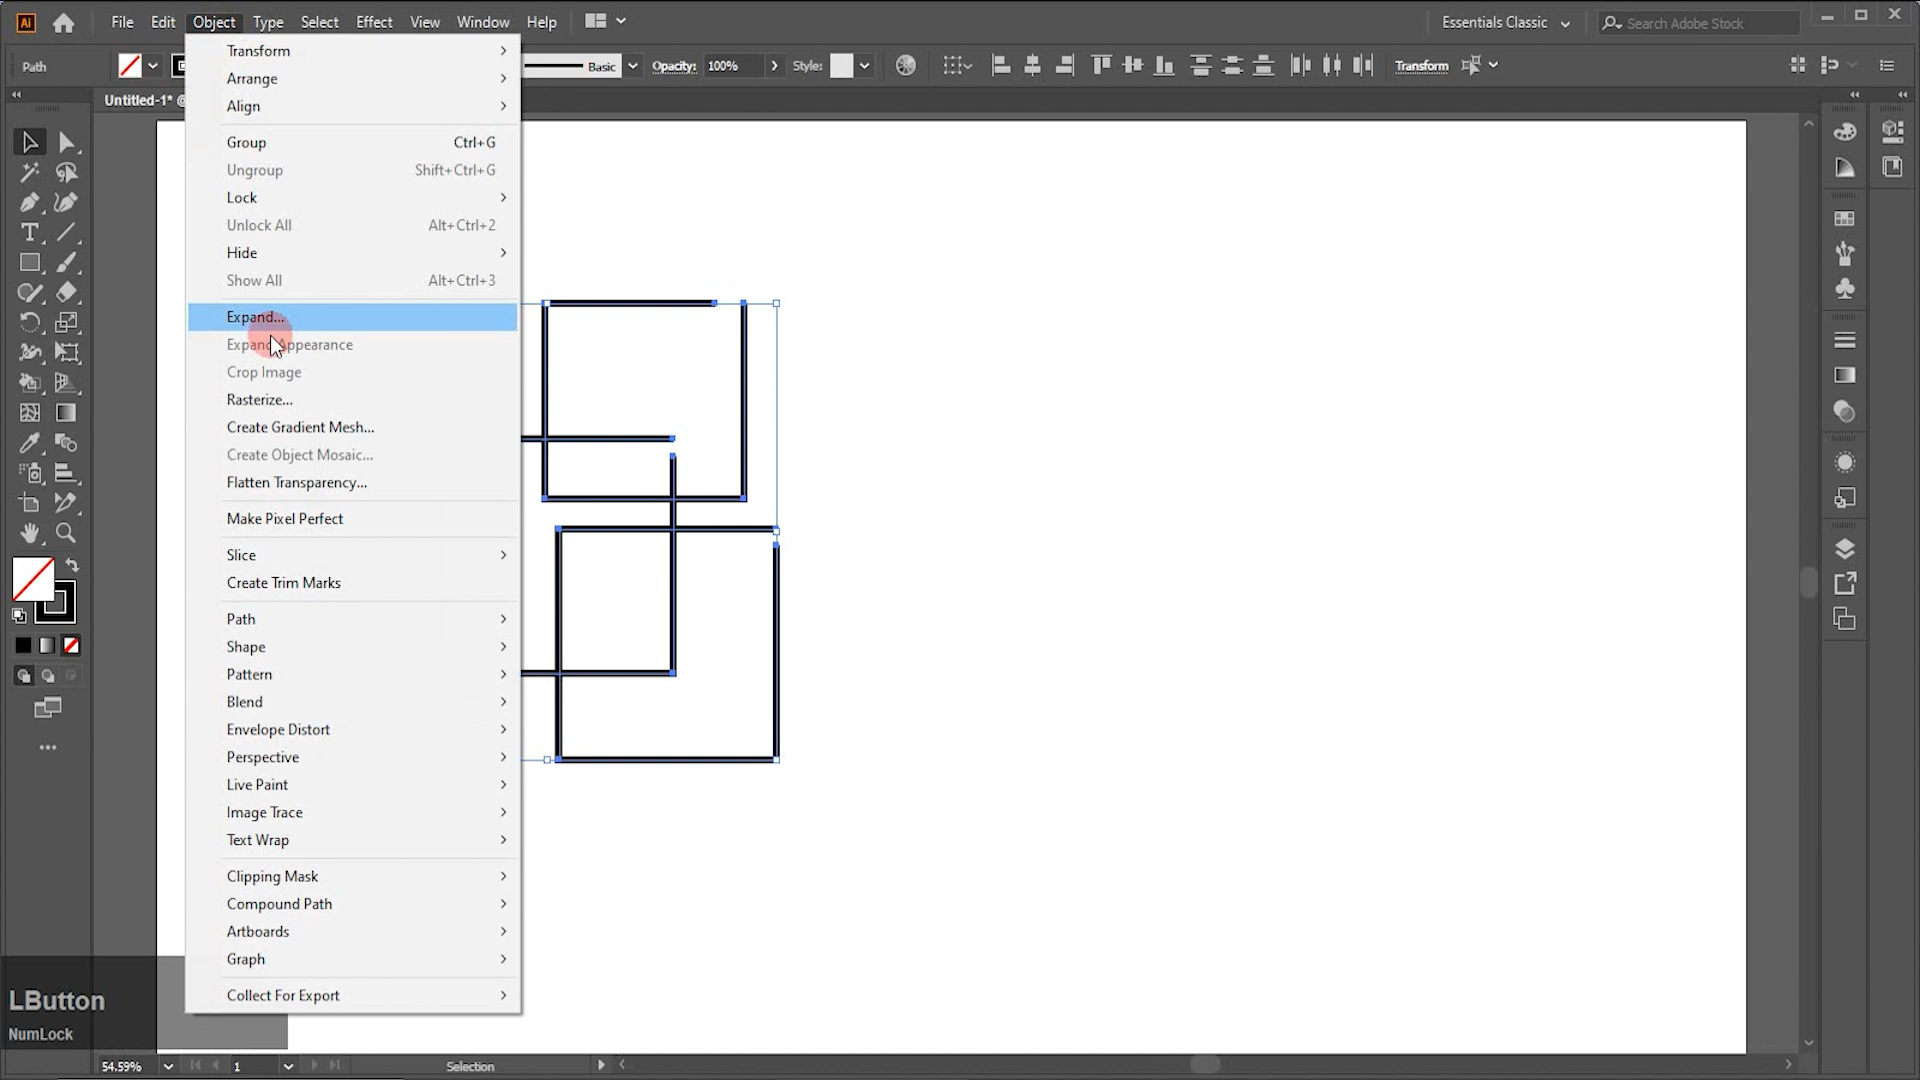 Ai File Edit Object Type Select Effect View Window Help Essentials Classic Search Adobe Stock
Path Basic Opacity: 100% Style: Transform
Untitled-1* @
Transform
Arrange
Align
Group Ctrl+G
Ungroup Shift+Ctrl+G
Lock
Unlock All Alt+Ctrl+2
Hide
Show All Alt+Ctrl+3
Expand...
Expand Appearance
Crop Image
Rasterize...
Create Gradient Mesh...
Create Object Mosaic...
Flatten Transparency...
Make Pixel Perfect
Slice
Create Trim Marks
Path
Shape
Pattern
Blend
Envelope Distort
Perspective
Live Paint
Image Trace
Text Wrap
Clipping Mask
Compound Path
Artboards
Graph
Collect For Export
LButton
NumLock
54.59% 1 Selection